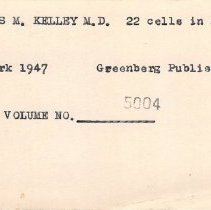 S M. KELLEY M.D. 22 cells in
rk 1947 Greenberg Publis
VOLUME NO. 5004